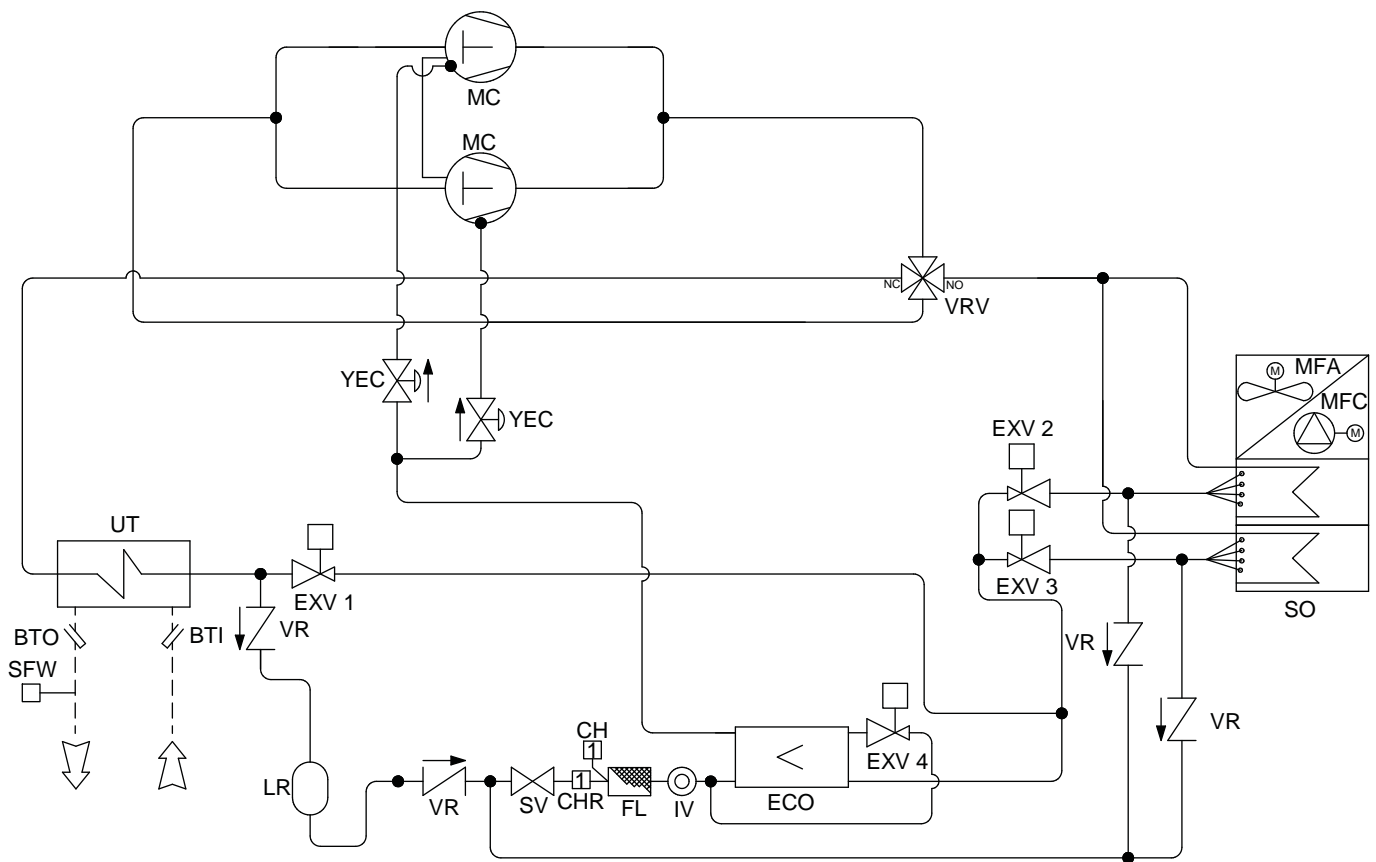 MC
MC
NC
NO
VRV
MFA
M
MFC
M
YEC
YEC
EXV 2
EXV 3
SO
UT
EXV 1
VR
BTO
BTI
SFW
VR
VR
CH
1
EXV 4
LR
VR
SV
1
CHR
FL
IV
ECO